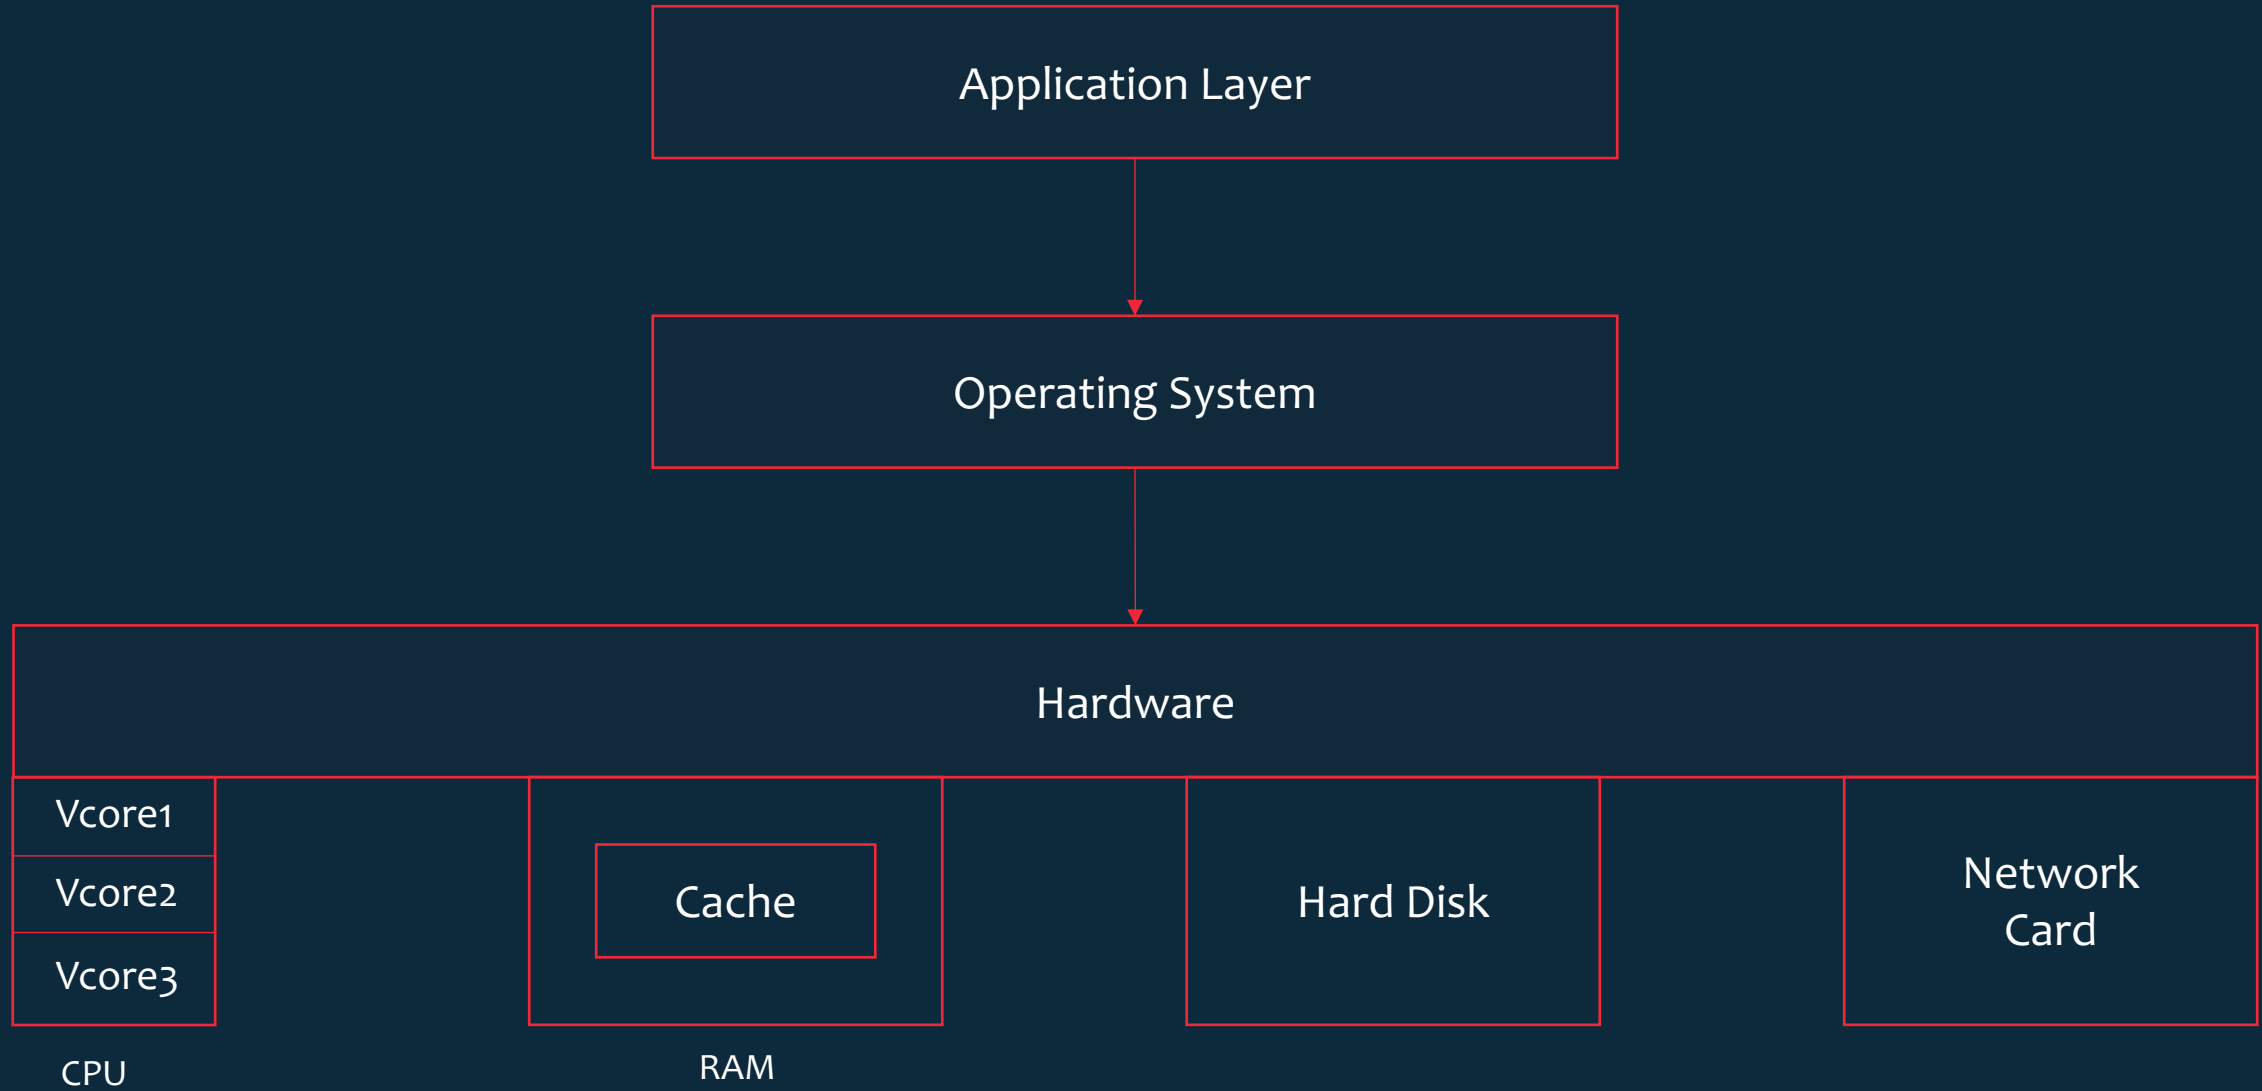 Application Layer
Operating System
Hardware
Vcore1
Vcore2
Vcore3
CPU
Cache
RAM
Hard Disk
Network
Card